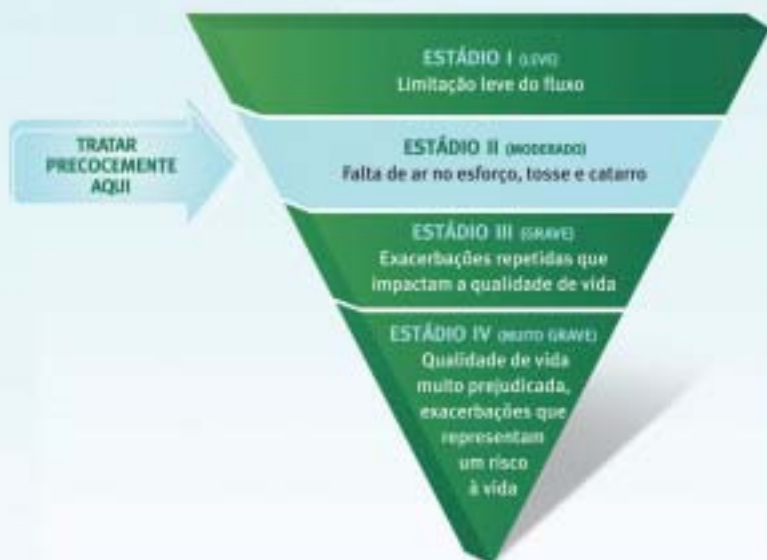 ESTÁDIO I (LEVE)
Limitação leve do fluxo
TRATAR
PRECOCEMENTE
AQUI
ESTÁDIO II (MODERADO)
Falta de ar no esforço, tosse e catarro
ESTÁDIO III (GRAVE)
Exacerbações repetidas que
impactam a qualidade de vida
ESTÁDIO IV (MUITO GRAVE)
Qualidade de vida
muito prejudicada,
exacerbações que
representam
um risco
à vida